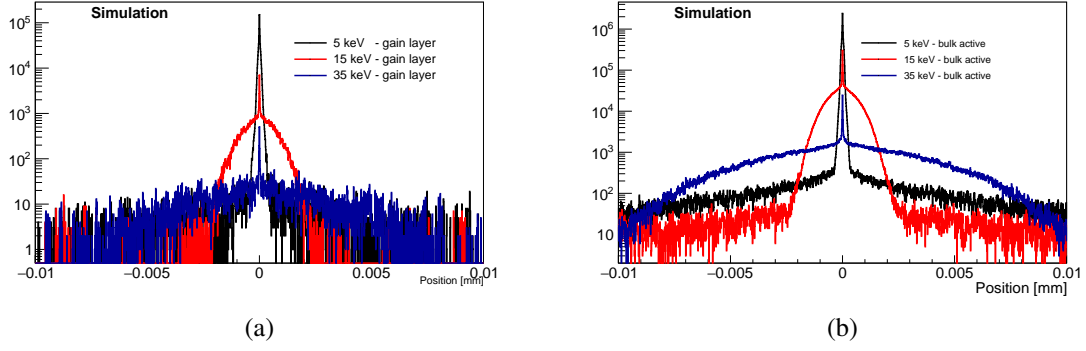 Simulation
5 keV - gain layer
15 keV - gain layer
35 keV - gain layer
10⁵
10⁴
10³
10²
10
1
−0.01 −0.005 0 0.005 0.01
Position [mm]
(a)
Simulation
5 keV - bulk active
15 keV - bulk active
35 keV - bulk active
10⁶
10⁵
10⁴
10³
10²
10
−0.01 −0.005 0 0.005 0.01
Position [mm]
(b)